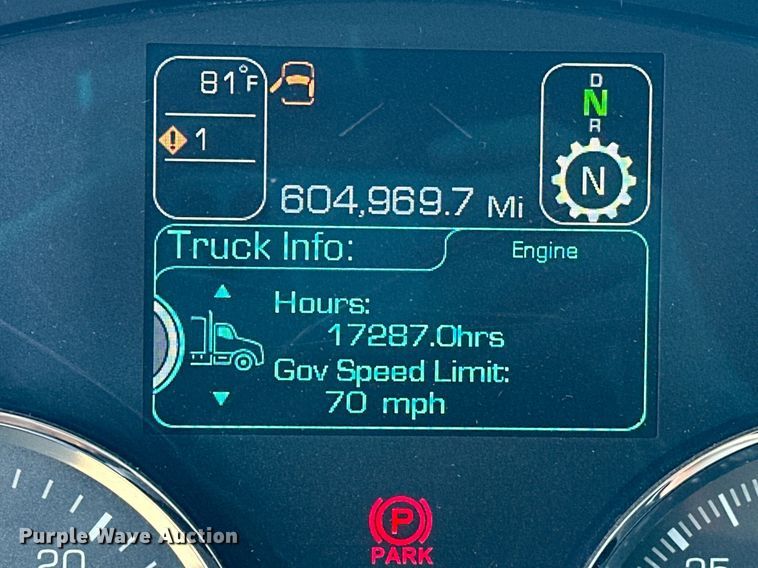 81°F
D
N
R
! 1
N
604,969.7 Mi
Truck Info:
Engine
Hours:
17287.0hrs
Gov Speed Limit:
70 mph
P
PARK
Purple Wave Auction
20